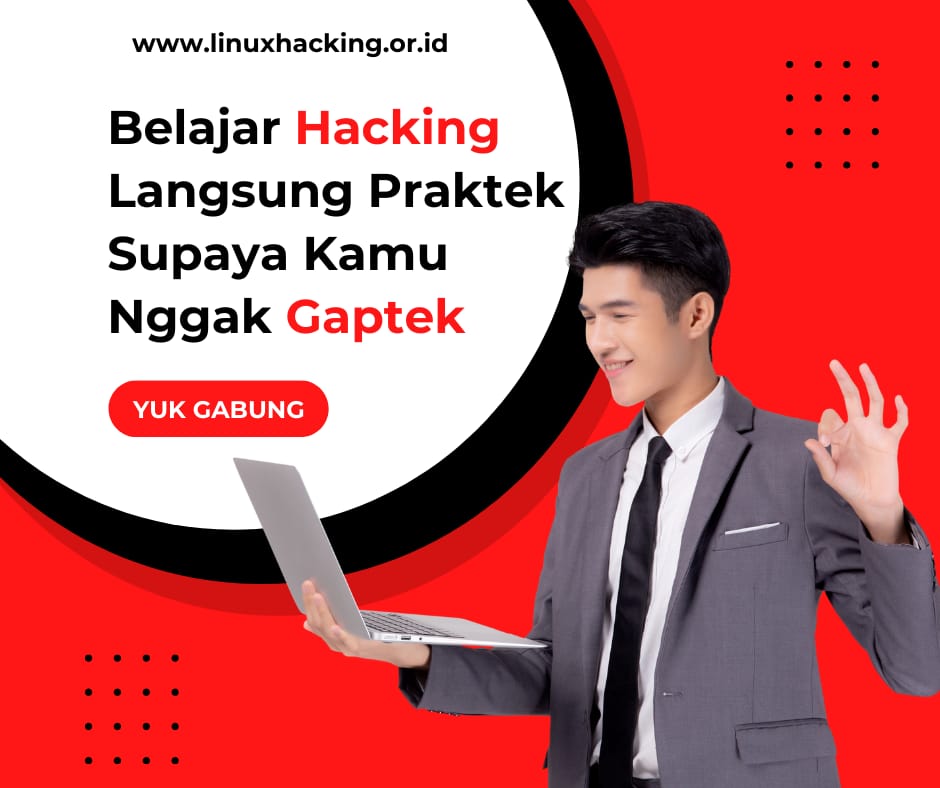 www.linuxhacking.or.id
Belajar Hacking
Langsung Praktek
Supaya Kamu
Nggak Gaptek
YUK GABUNG